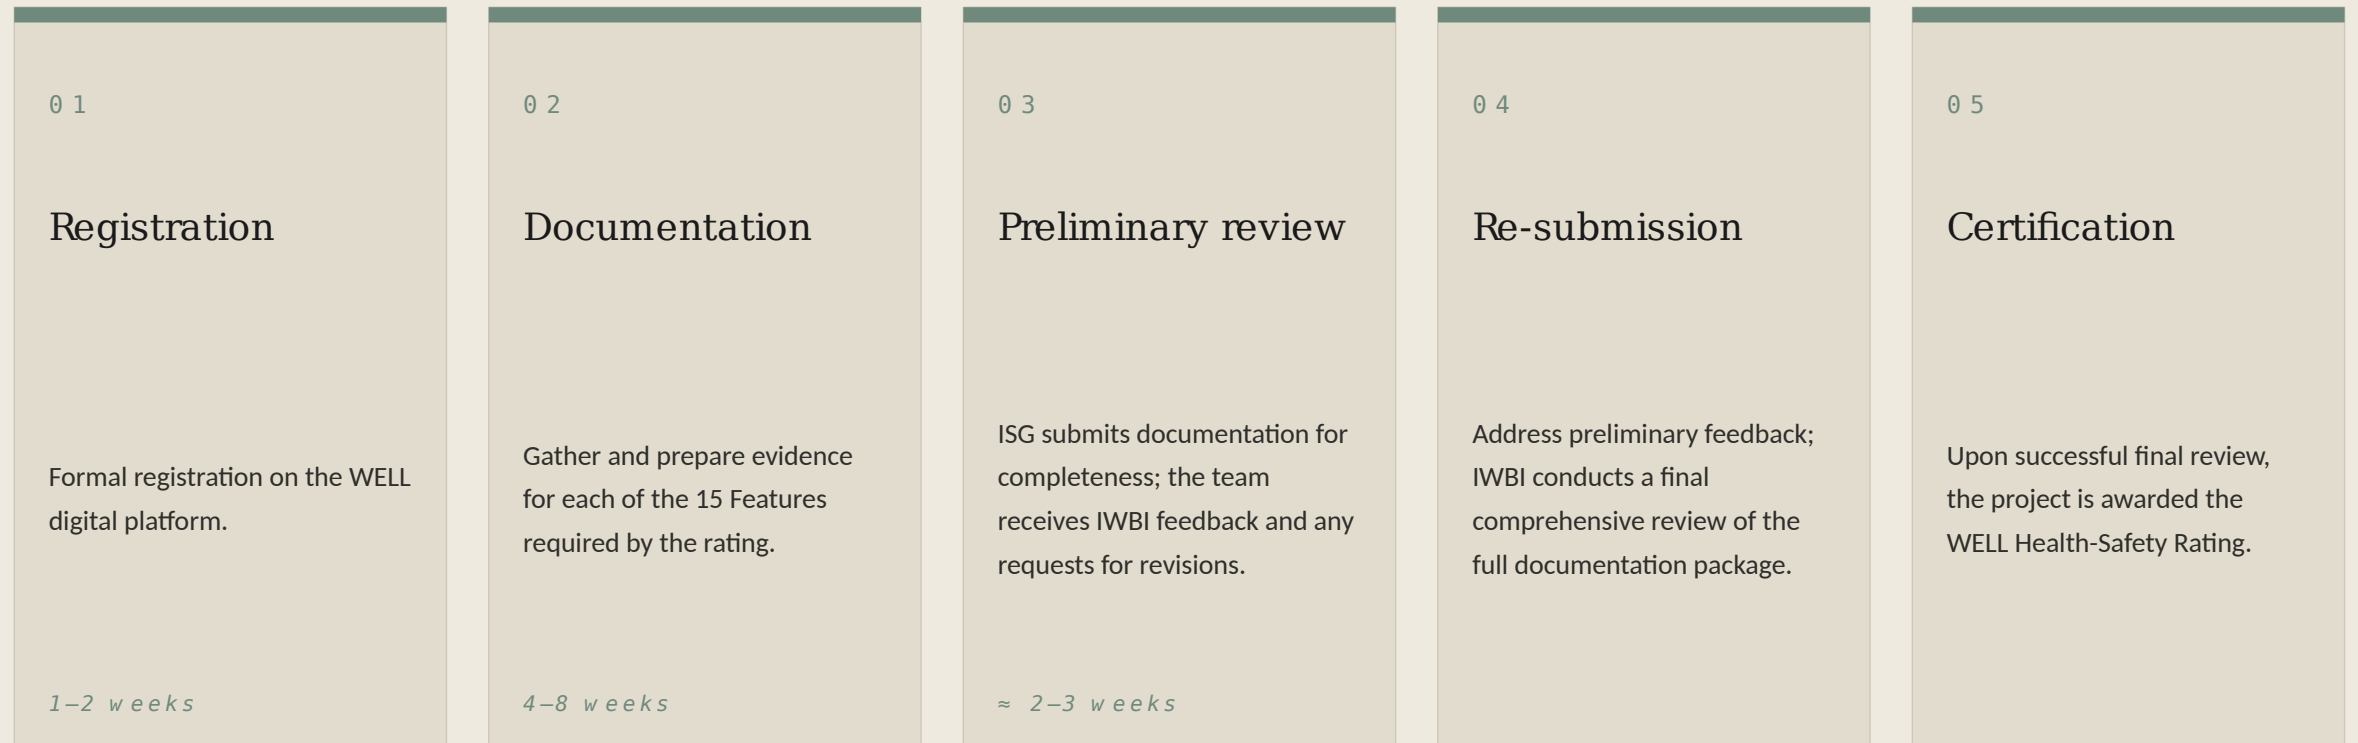 01
Registration
Formal registration on the WELL
digital platform.
1–2 weeks
02
Documentation
Gather and prepare evidence
for each of the 15 Features
required by the rating.
4–8 weeks
03
Preliminary review
ISG submits documentation for
completeness; the team
receives IWBI feedback and any
requests for revisions.
≈ 2–3 weeks
04
Re-submission
Address preliminary feedback;
IWBI conducts a final
comprehensive review of the
full documentation package.
05
Certification
Upon successful final review,
the project is awarded the
WELL Health-Safety Rating.